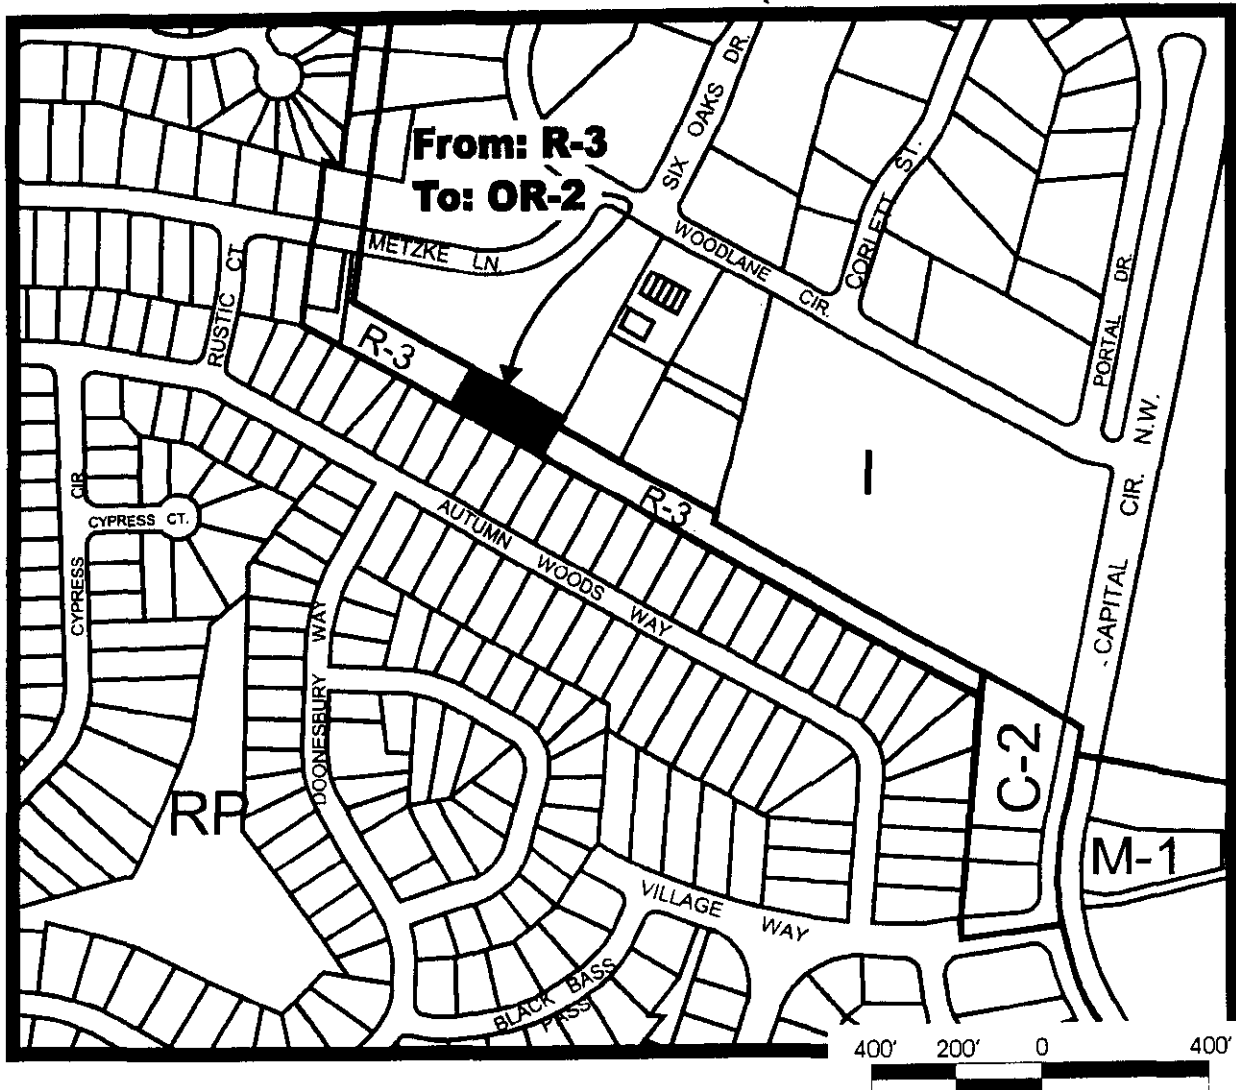 SIX OAKS DR.
From: R-3
To: OR-2
CORLETT ST.
METZKE LN.
WOODLANE CIR.
RUSTIC CT
PORTAL DR.
R-3
N.W.
I
CAPITAL CIR.
R-3
CYPRESS CIR
CYPRESS CT.
AUTUMN WOODS WAY
DOONESBURY WAY
RP
C-2
M-1
VILLAGE WAY
BLACK BASS PASS
400' 200' 0 400'